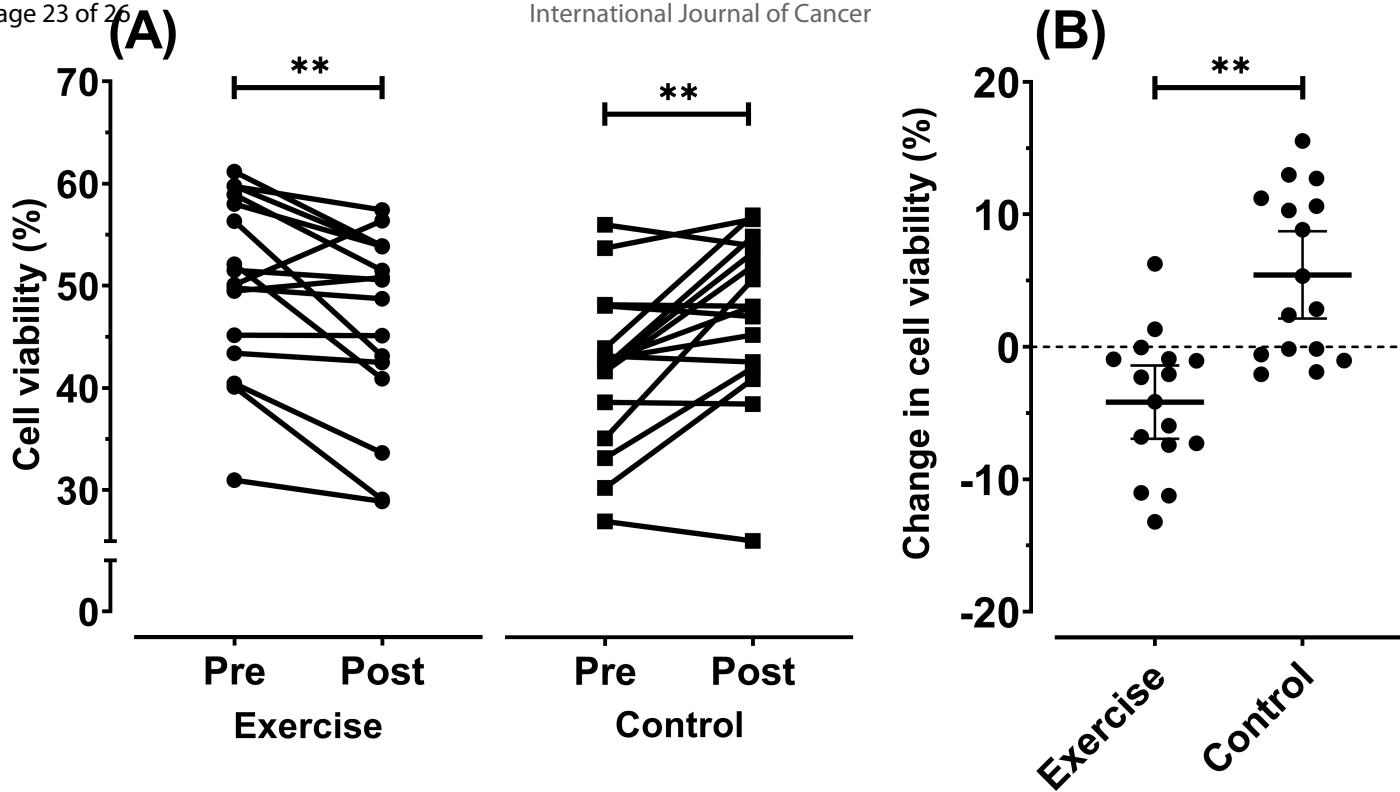 age 23 of 26
International Journal of Cancer
(A)
Cell viability (%)
70
60
50
40
30
0
**
**
Pre
Post
Pre
Post
Exercise
Control
(B)
Change in cell viability (%)
20
10
0
-10
-20
**
Exercise
Control